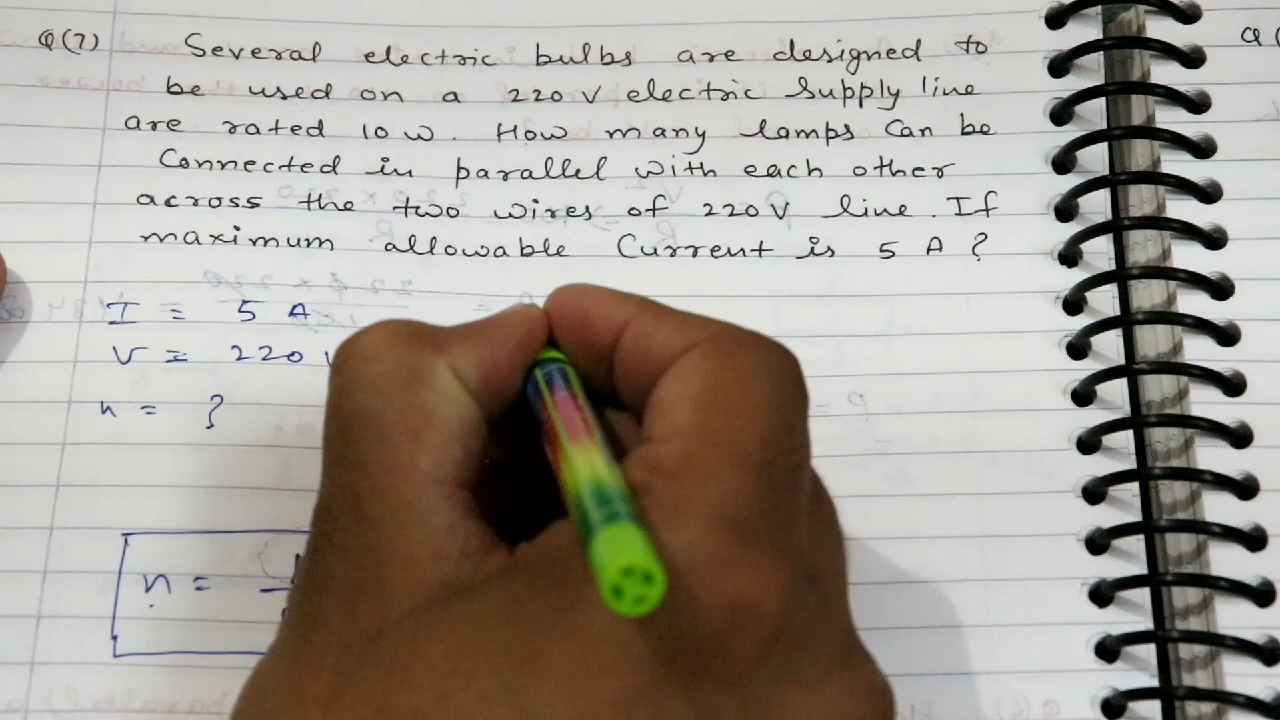 Q(7) Several electric bulbs are designed to
be used on a 220 V electric supply line
are rated 10 W. How many lamps can be
Connected in parallel with each other
across the two wires of 220 V line. If
maximum allowable Current is 5 A ?
I = 5 A
V = 220
n = ?
n =